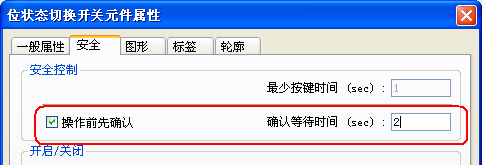 位状态切换开关元件属性
一般属性 安全 图形 标签 轮廓
安全控制
最少按键时间 (sec) : 1
操作前先确认 确认等待时间 (sec) : 2
开启/关闭